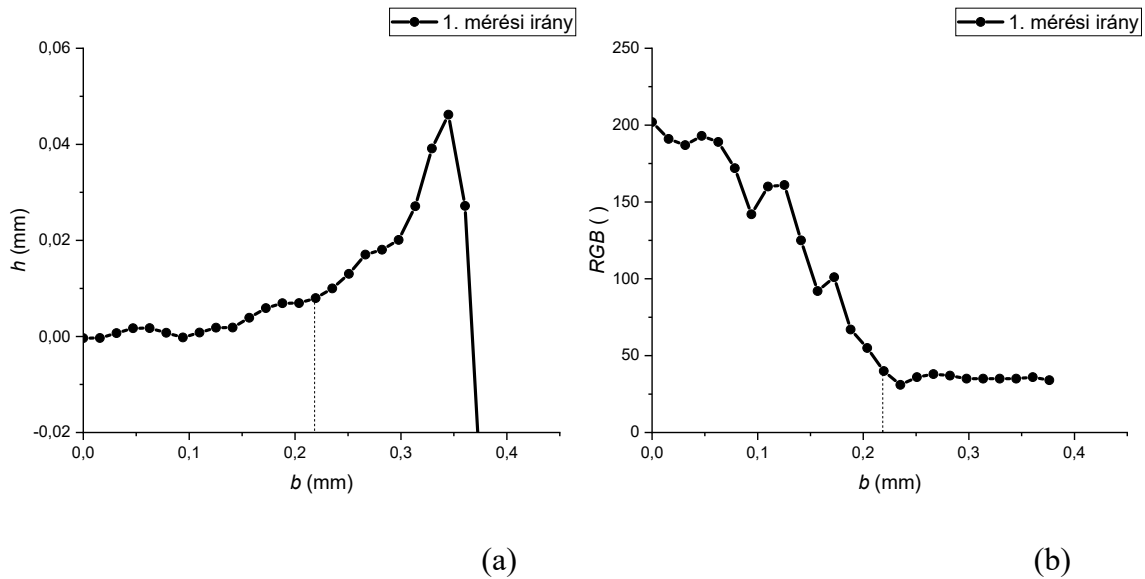 1. mérési irány
0,06
0,04
0,02
0,00
-0,02
h (mm)
0,0 0,1 0,2 0,3 0,4
b (mm)
(a)
1. mérési irány
250
200
150
100
50
0
RGB ( )
0,0 0,1 0,2 0,3 0,4
b (mm)
(b)